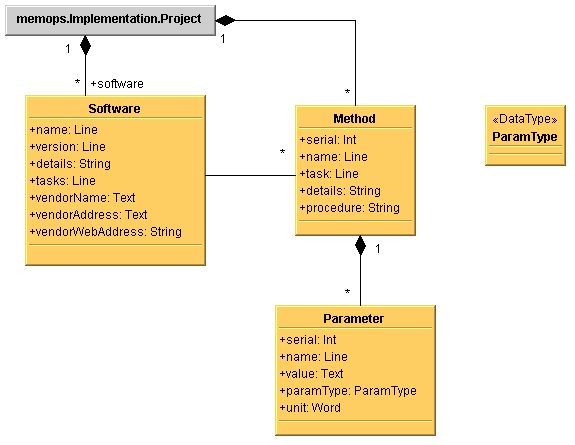 memops.Implementation.Project
1
1
*
+software
*
Software
+name: Line
+version: Line
+details: String
+tasks: Line
+vendorName: Text
+vendorAddress: Text
+vendorWebAddress: String
*
Method
+serial: Int
+name: Line
+task: Line
+details: String
+procedure: String
«DataType»
ParamType
1
*
Parameter
+serial: Int
+name: Line
+value: Text
+paramType: ParamType
+unit: Word